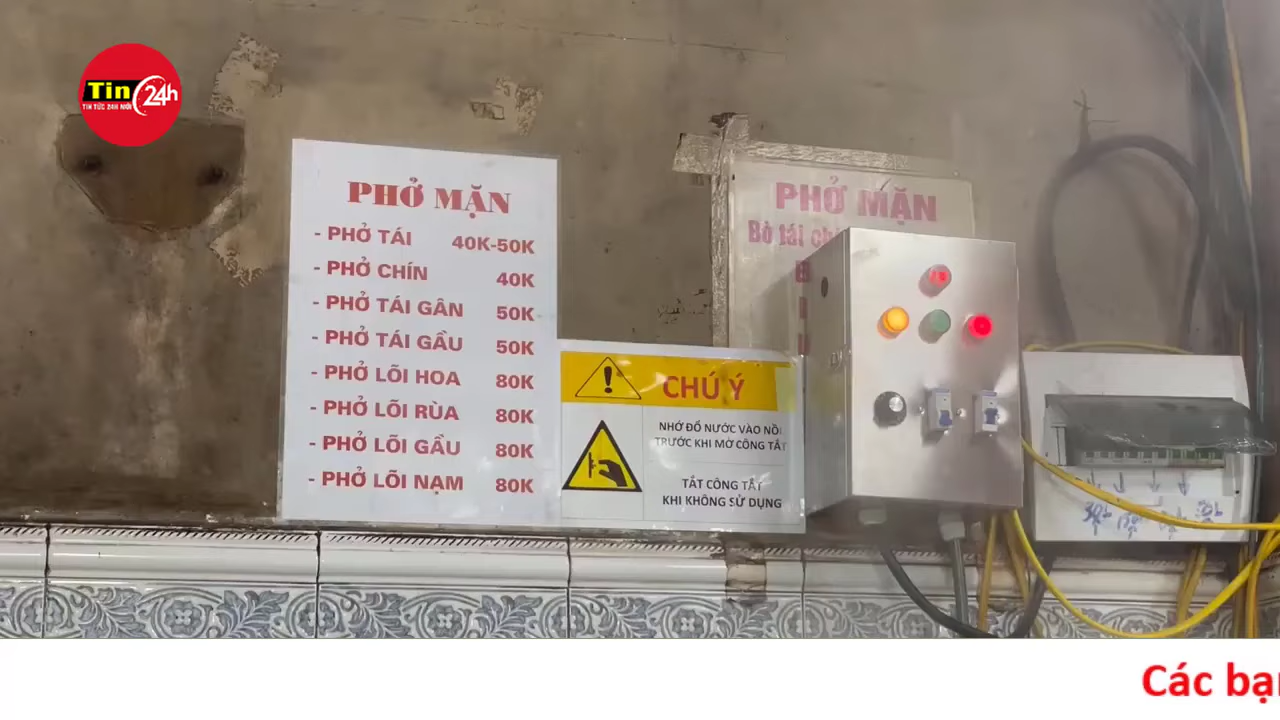 Tin 24h
TIN TỨC 24H MỚI
PHỞ MẶN
- PHỞ TÁI 40K-50K
- PHỞ CHÍN 40K
- PHỞ TÁI GÂN 50K
- PHỞ TÁI GẦU 50K
- PHỞ LÕI HOA 80K
- PHỞ LÕI RÙA 80K
- PHỞ LÕI GẦU 80K
- PHỞ LÕI NẠM 80K
PHỞ MẶN
Bò tái
CHÚ Ý
NHỚ ĐỔ NƯỚC VÀO NỒI
TRƯỚC KHI MỞ CÔNG TẮT
TẮT CÔNG TẮT
KHI KHÔNG SỬ DỤNG
Các bạn